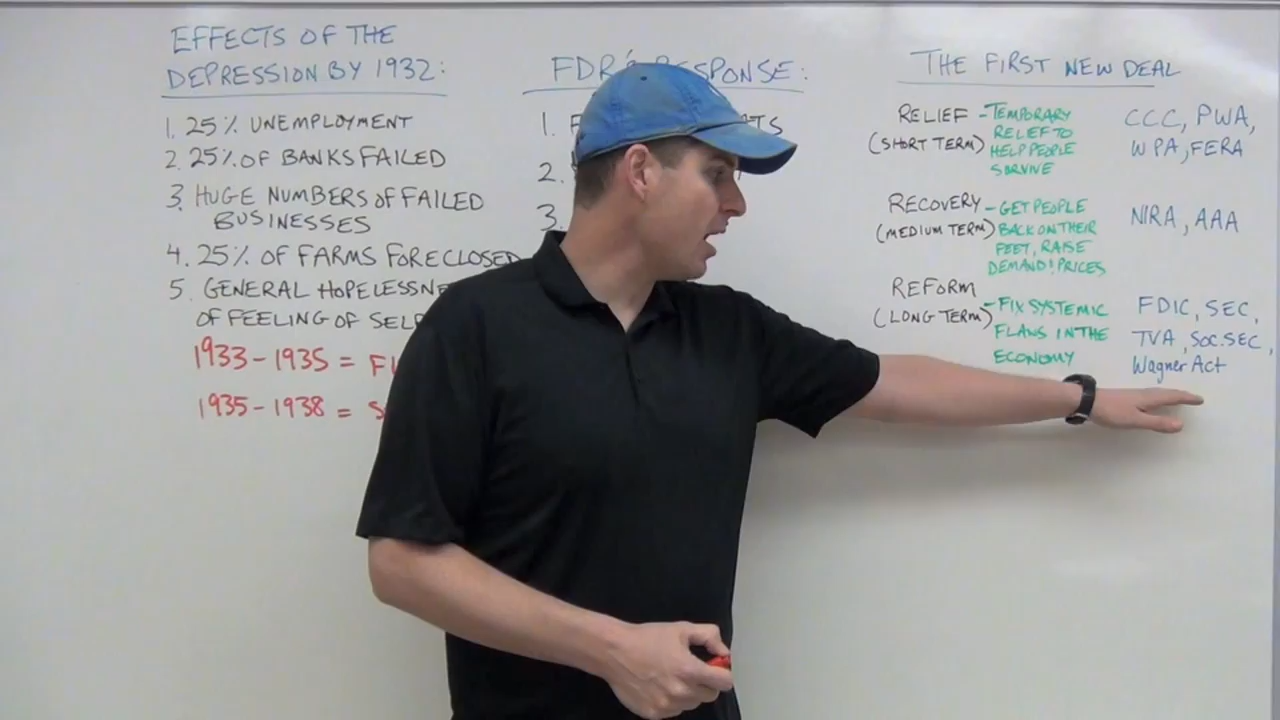 EFFECTS OF THE
DEPRESSION BY 1932:
1. 25% UNEMPLOYMENT
2. 25% OF BANKS FAILED
3. HUGE NUMBERS OF FAILED
BUSINESSES
4. 25% OF FARMS FORECLOSED
5. GENERAL
OF FEELING OF
1933-1935 =
1935-1938 =
FDR'S RESPONSE:
1.
2.
3.
THE FIRST NEW DEAL
RELIEF - TEMPORARY
(SHORT TERM) RELIEF TO
HELP PEOPLE
SURVIVE
CCC, PWA,
WPA, FERA
RECOVERY - GET PEOPLE
(MEDIUM TERM) BACK ON THEIR
FEET, RAISE
DEMAND & PRICES
NIRA, AAA
REFORM
(LONG TERM) - FIX SYSTEMIC
FLAWS IN THE
ECONOMY
FDIC, SEC,
TVA, SOC. SEC,
Wagner Act